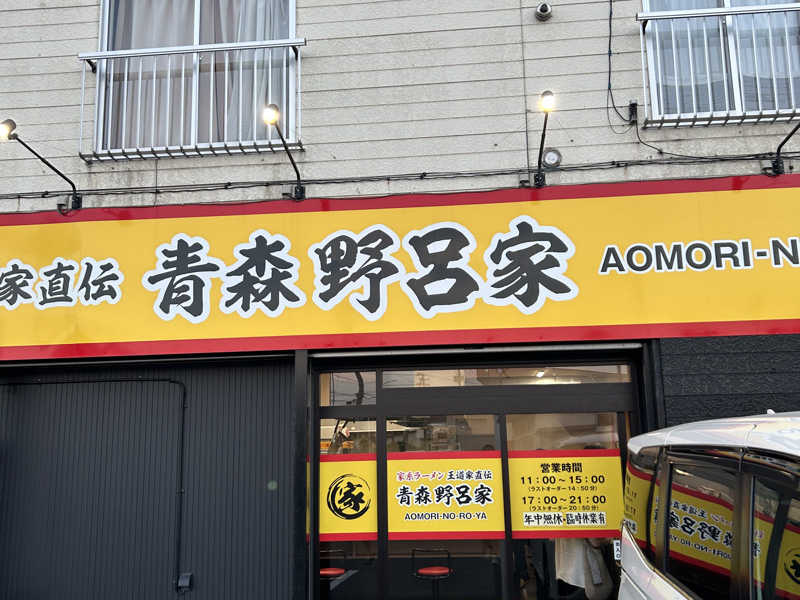 家直伝 青森野呂家 AOMORI-N
家
家系ラーメン 王道家直伝
青森野呂家
AOMORI-NO-RO-YA
営業時間
11:00～15:00
(ラストオーダー14:50分)
17:00～21:00
(ラストオーダー20:50分)
年中無休・臨時休業有